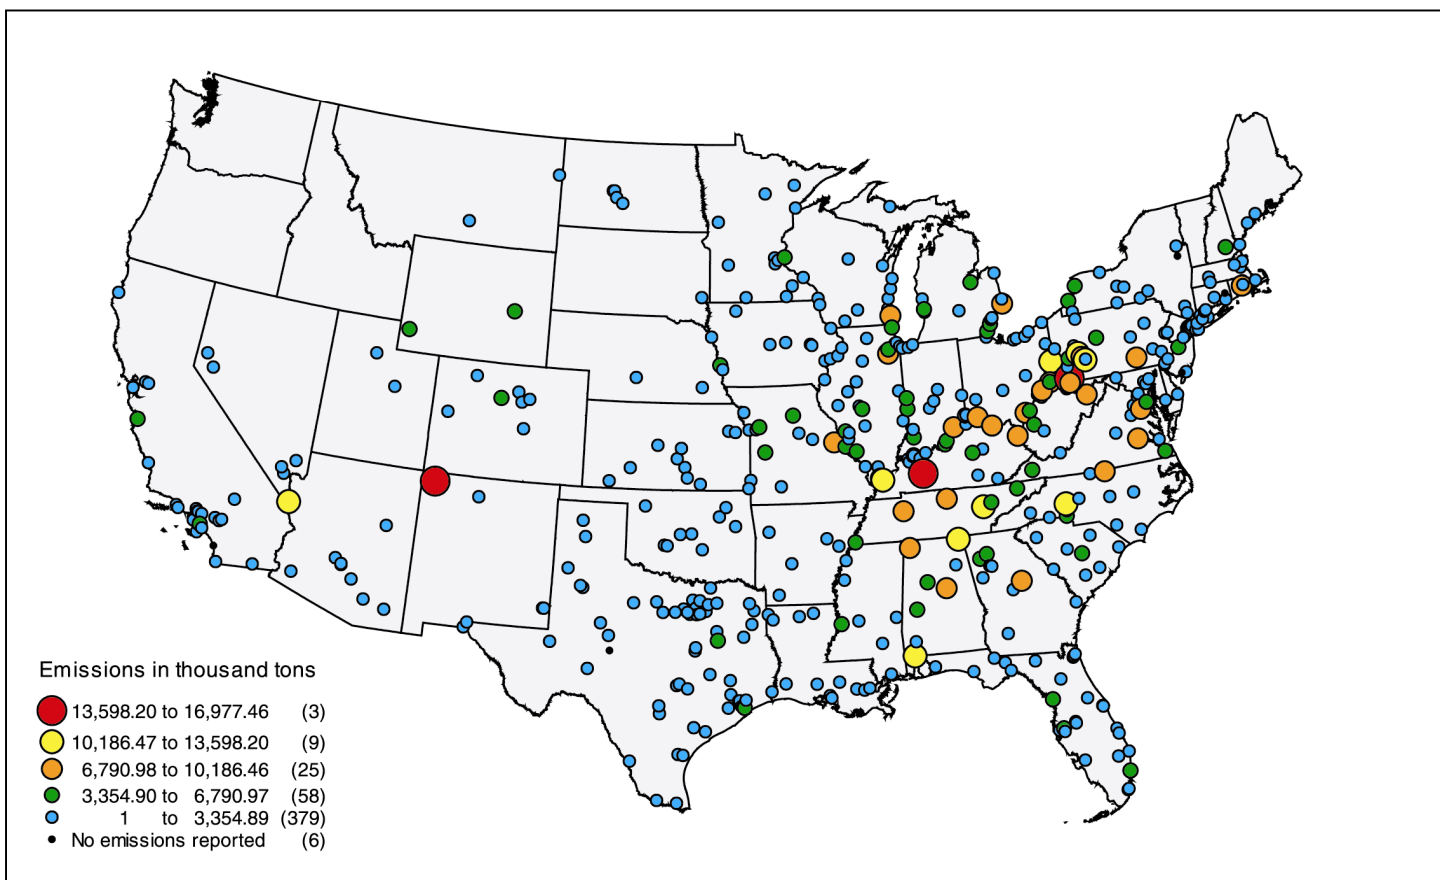 Emissions in thousand tons
13,598.20 to 16,977.46 (3)
10,186.47 to 13,598.20 (9)
6,790.98 to 10,186.46 (25)
3,354.90 to 6,790.97 (58)
1 to 3,354.89 (379)
No emissions reported (6)